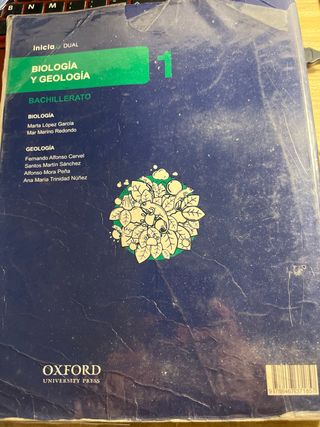 inicia DUAL
BIOLOGÍA
Y GEOLOGÍA
1
BACHILLERATO
BIOLOGÍA
Marta López García
Mar Merino Redondo
GEOLOGÍA
Fernando Alfonso Cervel
Santos Martín Sánchez
Alfonso Mora Peña
Ana María Trinidad Núñez
OXFORD
UNIVERSITY PRESS